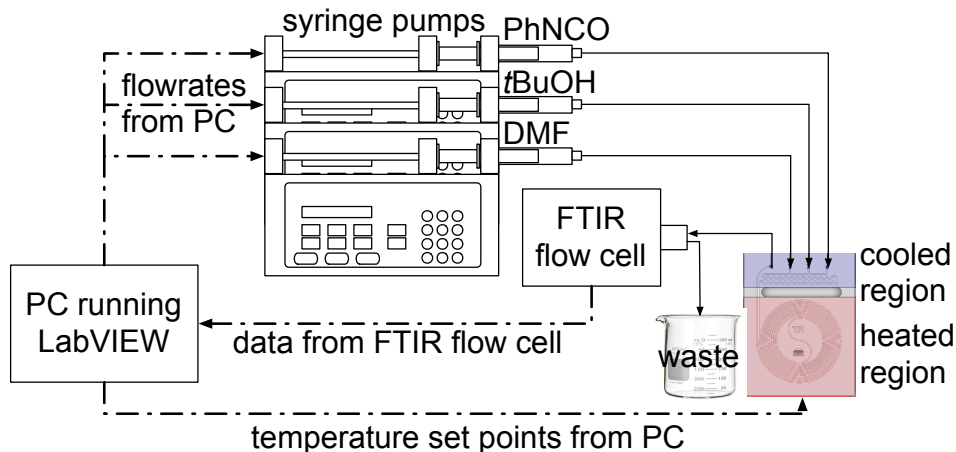 syringe pumps
PhNCO
flowrates
from PC
tBuOH
DMF
FTIR
flow cell
cooled
region
PC running
LabVIEW
data from FTIR flow cell
waste
heated
region
temperature set points from PC